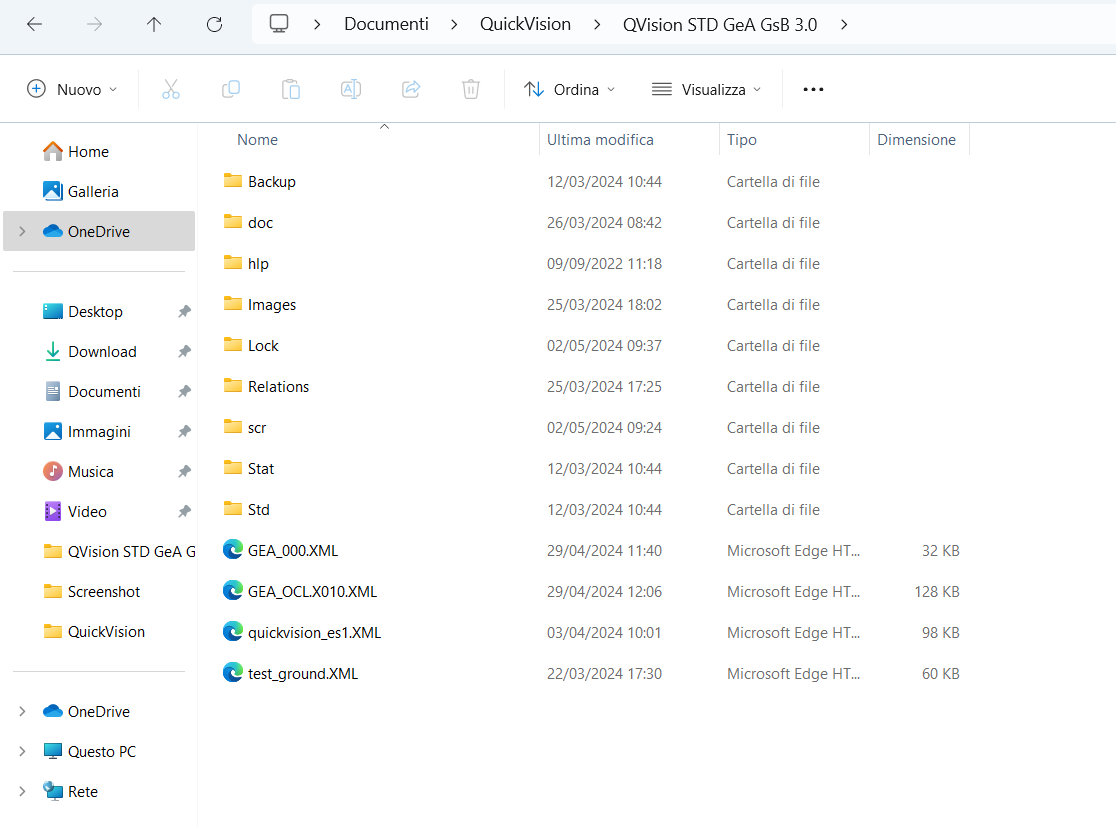 Documenti QuickVision QVision STD GeA GsB 3.0
Nuovo Ordina Visualizza
Home
Galleria
OneDrive
Desktop
Download
Documenti
Immagini
Musica
Video
QVision STD GeA G
Screenshot
QuickVision
OneDrive
Questo PC
Rete
Nome Ultima modifica Tipo Dimensione
Backup 12/03/2024 10:44 Cartella di file
doc 26/03/2024 08:42 Cartella di file
hlp 09/09/2022 11:18 Cartella di file
Images 25/03/2024 18:02 Cartella di file
Lock 02/05/2024 09:37 Cartella di file
Relations 25/03/2024 17:25 Cartella di file
scr 02/05/2024 09:24 Cartella di file
Stat 12/03/2024 10:44 Cartella di file
Std 12/03/2024 10:44 Cartella di file
GEA_000.XML 29/04/2024 11:40 Microsoft Edge HT... 32 KB
GEA_OCL.X010.XML 29/04/2024 12:06 Microsoft Edge HT... 128 KB
quickvision_es1.XML 03/04/2024 10:01 Microsoft Edge HT... 98 KB
test_ground.XML 22/03/2024 17:30 Microsoft Edge HT... 60 KB